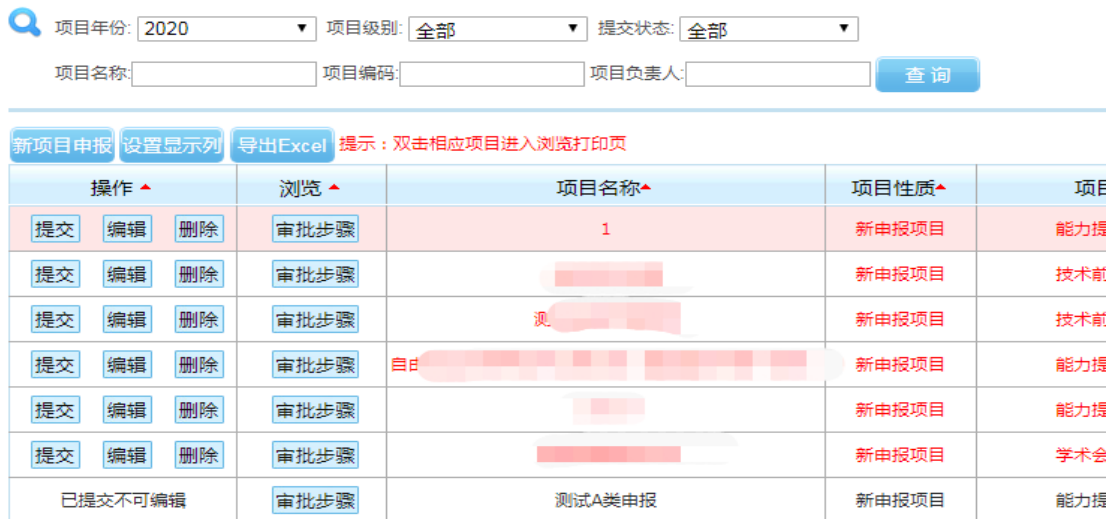 项目年份: 2020 项目级别: 全部 提交状态: 全部
项目名称: 项目编码: 项目负责人: 查 询
新项目申报 设置显示列 导出Excel 提示：双击相应项目进入浏览打印页
操作 浏览 项目名称 项目性质 项目
提交 编辑 删除 审批步骤 1 新申报项目 能力提
提交 编辑 删除 审批步骤 新申报项目 技术前
提交 编辑 删除 审批步骤 测 新申报项目 技术前
提交 编辑 删除 审批步骤 自由 新申报项目 能力提
提交 编辑 删除 审批步骤 新申报项目 能力提
提交 编辑 删除 审批步骤 新申报项目 学术会
已提交不可编辑 审批步骤 测试A类申报 新申报项目 能力提